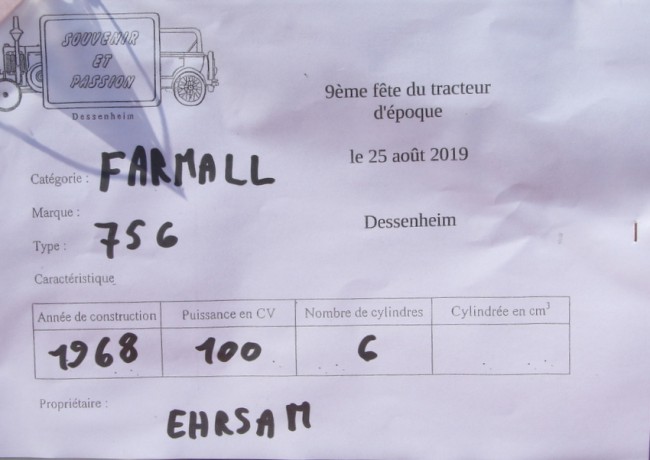 SOUVENIR
ET
PASSION
Dessenheim
9ème fête du tracteur
d'époque
le 25 août 2019
Dessenheim
Catégorie : FARMALL
Marque :
Type : 756
Caractéristique
Année de construction Puissance en CV Nombre de cylindres Cylindrée en cm³
1968 100 6
Propriétaire : EHRSAM